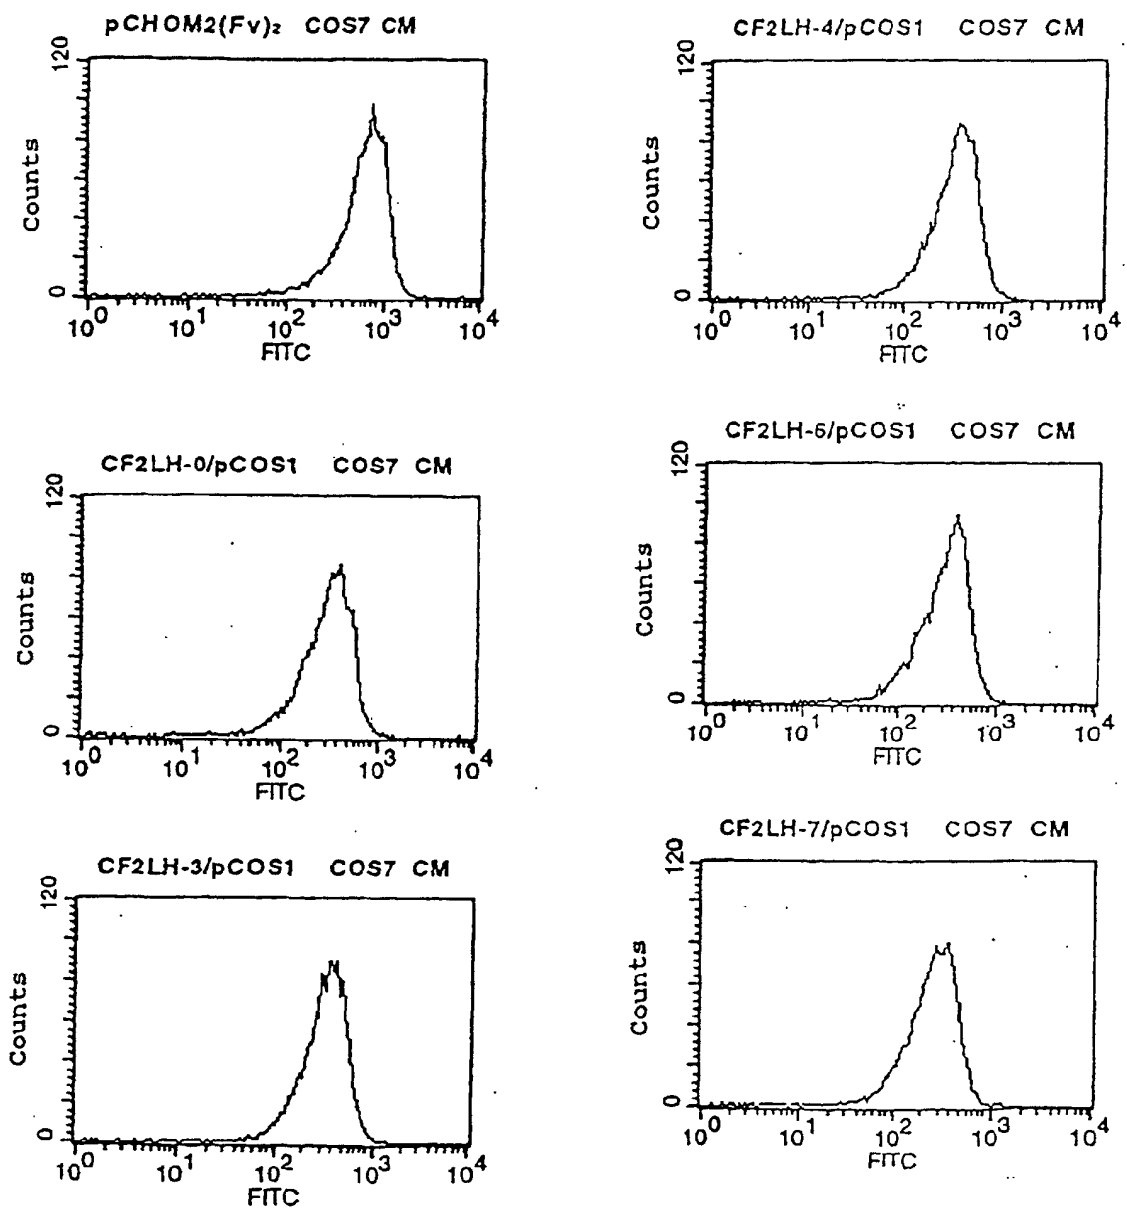 pCHOM2(Fv)₂ COS7 CM
120
Counts
0
10⁰ 10¹ 10² 10³ 10⁴
FITC
CF2LH-0/pCOS1 COS7 CM
120
Counts
0
10⁰ 10¹ 10² 10³ 10⁴
FITC
CF2LH-3/pCOS1 COS7 CM
120
Counts
0
10⁰ 10¹ 10² 10³ 10⁴
FITC
CF2LH-4/pCOS1 COS7 CM
120
Counts
0
10⁰ 10¹ 10² 10³ 10⁴
FITC
CF2LH-6/pCOS1 COS7 CM
120
Counts
0
10⁰ 10¹ 10² 10³ 10⁴
FITC
CF2LH-7/pCOS1 COS7 CM
120
Counts
0
10⁰ 10¹ 10² 10³ 10⁴
FITC